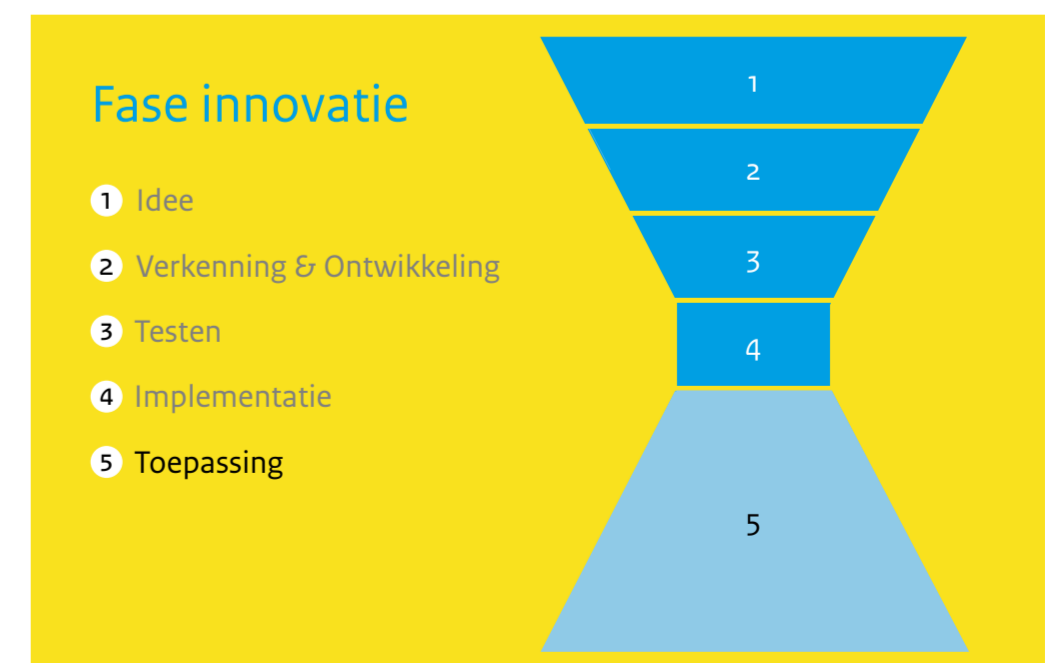 Fase innovatie
1 Idee
2 Verkenning & Ontwikkeling
3 Testen
4 Implementatie
5 Toepassing
1
2
3
4
5